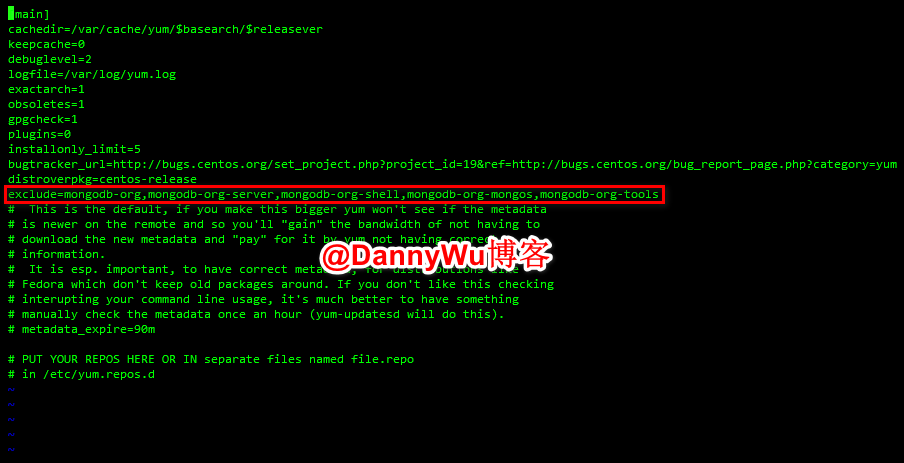 [main]
cachedir=/var/cache/yum/$basearch/$releasever
keepcache=0
debuglevel=2
logfile=/var/log/yum.log
exactarch=1
obsoletes=1
gpgcheck=1
plugins=0
installonly_limit=5
bugtracker_url=http://bugs.centos.org/set_project.php?project_id=19&ref=http://bugs.centos.org/bug_report_page.php?category=yum
distroverpkg=centos-release
exclude=mongodb-org,mongodb-org-server,mongodb-org-shell,mongodb-org-mongos,mongodb-org-tools
#  This is the default, if you make this bigger yum won't see if the metadata
# is newer on the remote and so you'll "gain" the bandwidth of not having to
# download the new metadata and "pay" for it by yum not having correct
# information.
@DannyWu博客
#  It is esp. important, to have correct metadata, for distributions like
# Fedora which don't keep old packages around. If you don't like this checking
# interupting your command line usage, it's much better to have something
# manually check the metadata once an hour (yum-updatesd will do this).
# metadata_expire=90m
# PUT YOUR REPOS HERE OR IN separate files named file.repo
# in /etc/yum.repos.d
~
~
~
~
~